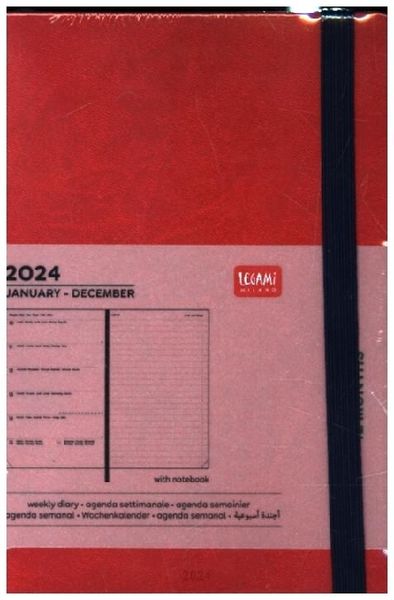 2024
JANUARY - DECEMBER
LEGAMI
MILANO
MONTHS
with notebook
weekly diary • agenda settimanale • agenda semainier
agenda semanal • Wochenkalender • agenda semanal • أجندة أسبوعية
2024